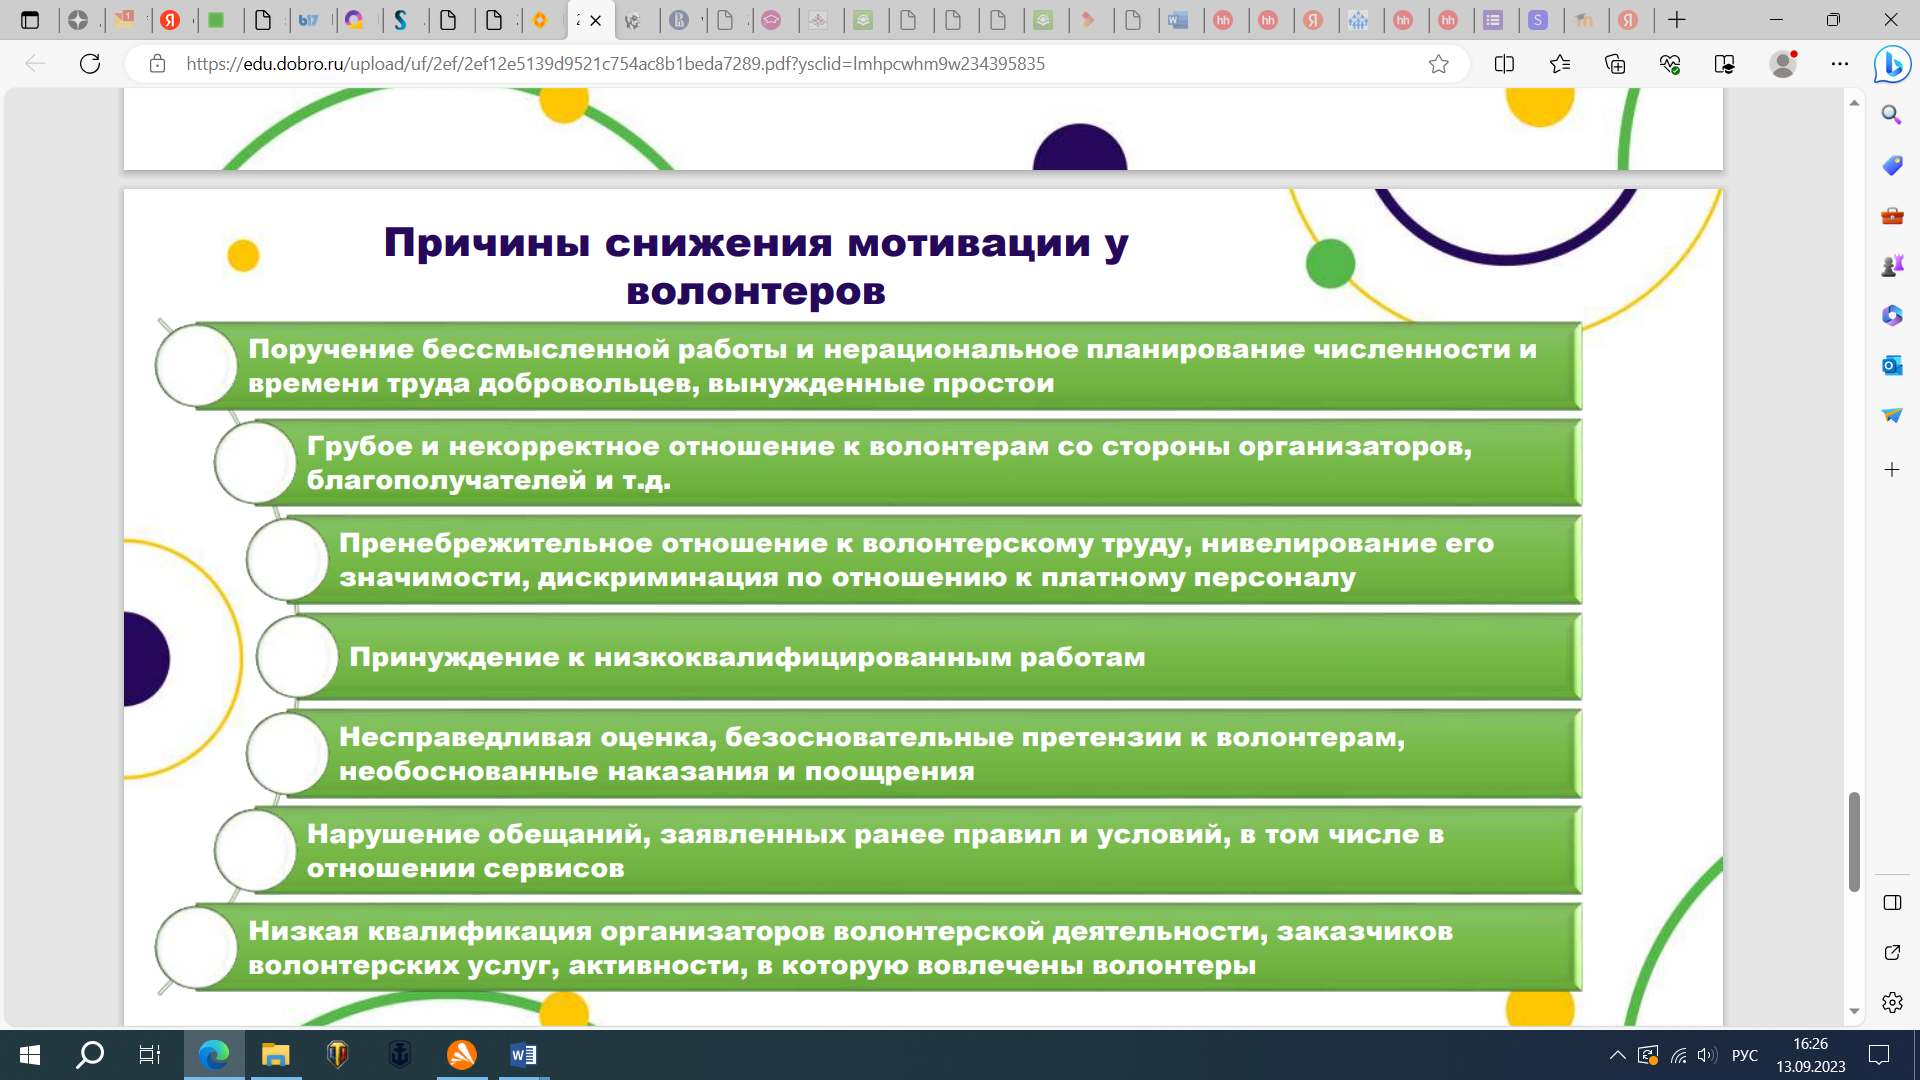 https://edu.dobro.ru/upload/uf/2ef/2ef12e5139d9521c754ac8b1beda7289.pdf?ysclid=lmhpcwhm9w234395835
Причины снижения мотивации у
волонтеров
Поручение бессмысленной работы и нерациональное планирование численности и
времени труда добровольцев, вынужденные простои
Грубое и некорректное отношение к волонтерам со стороны организаторов,
благополучателей и т.д.
Пренебрежительное отношение к волонтерскому труду, нивелирование его
значимости, дискриминация по отношению к платному персоналу
Принуждение к низкоквалифицированным работам
Несправедливая оценка, безосновательные претензии к волонтерам,
необоснованные наказания и поощрения
Нарушение обещаний, заявленных ранее правил и условий, в том числе в
отношении сервисов
Низкая квалификация организаторов волонтерской деятельности, заказчиков
волонтерских услуг, активности, в которую вовлечены волонтеры
РУС
16:26
13.09.2023